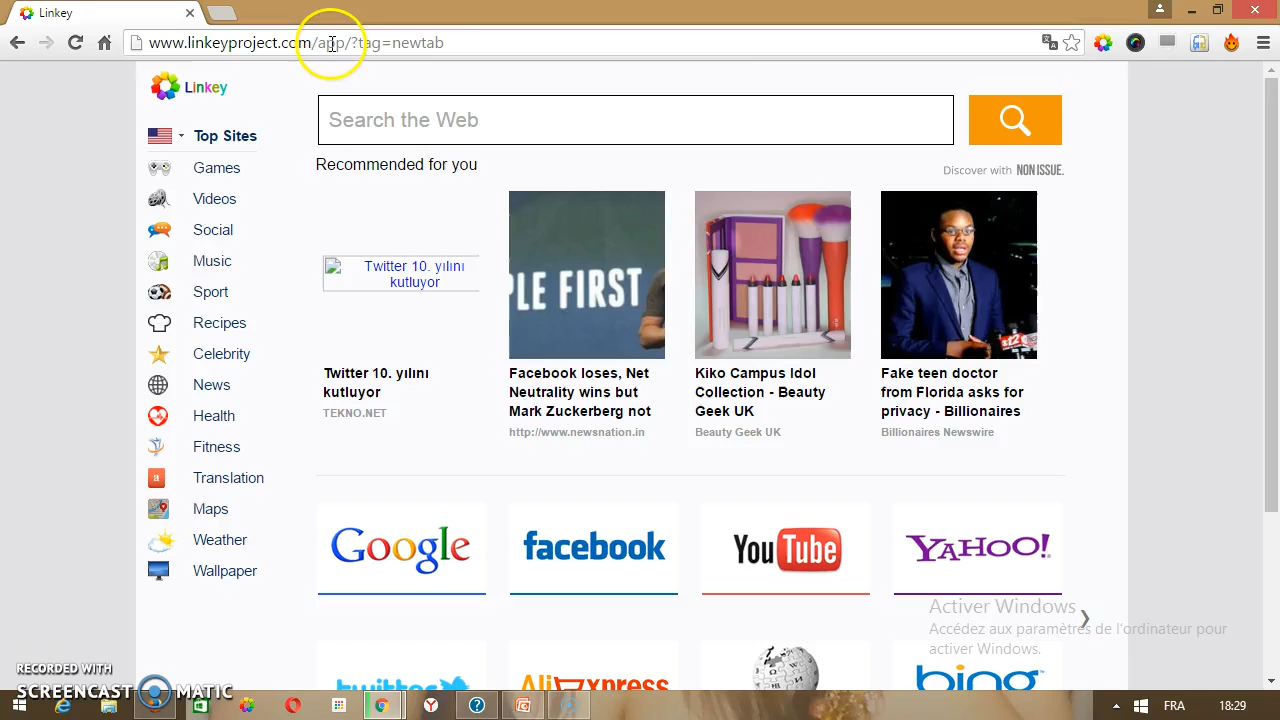 Linkey
www.linkeyproject.com/app/?tag=newtab
Linkey
Search the Web
Top Sites
Games
Videos
Social
Music
Sport
Recipes
Celebrity
News
Health
Fitness
Translation
Maps
Weather
Wallpaper
Recommended for you
Discover with NON ISSUE.
Twitter 10. yılını
kutluyor
PLE FIRST
Twitter 10. yılını
kutluyor
TEKNO.NET
Facebook loses, Net
Neutrality wins but
Mark Zuckerberg not
http://www.newsnation.in
Kiko Campus Idol
Collection - Beauty
Geek UK
Beauty Geek UK
Fake teen doctor
from Florida asks for
privacy - Billionaires
Billionaires Newswire
Google
facebook
YouTube
YAHOO!
twitter
AliExpress
bing
Activer Windows
Accédez aux paramètres de l'ordinateur pour
activer Windows.
RECORDED WITH
SCREENCAST MATIC
FRA
18:29